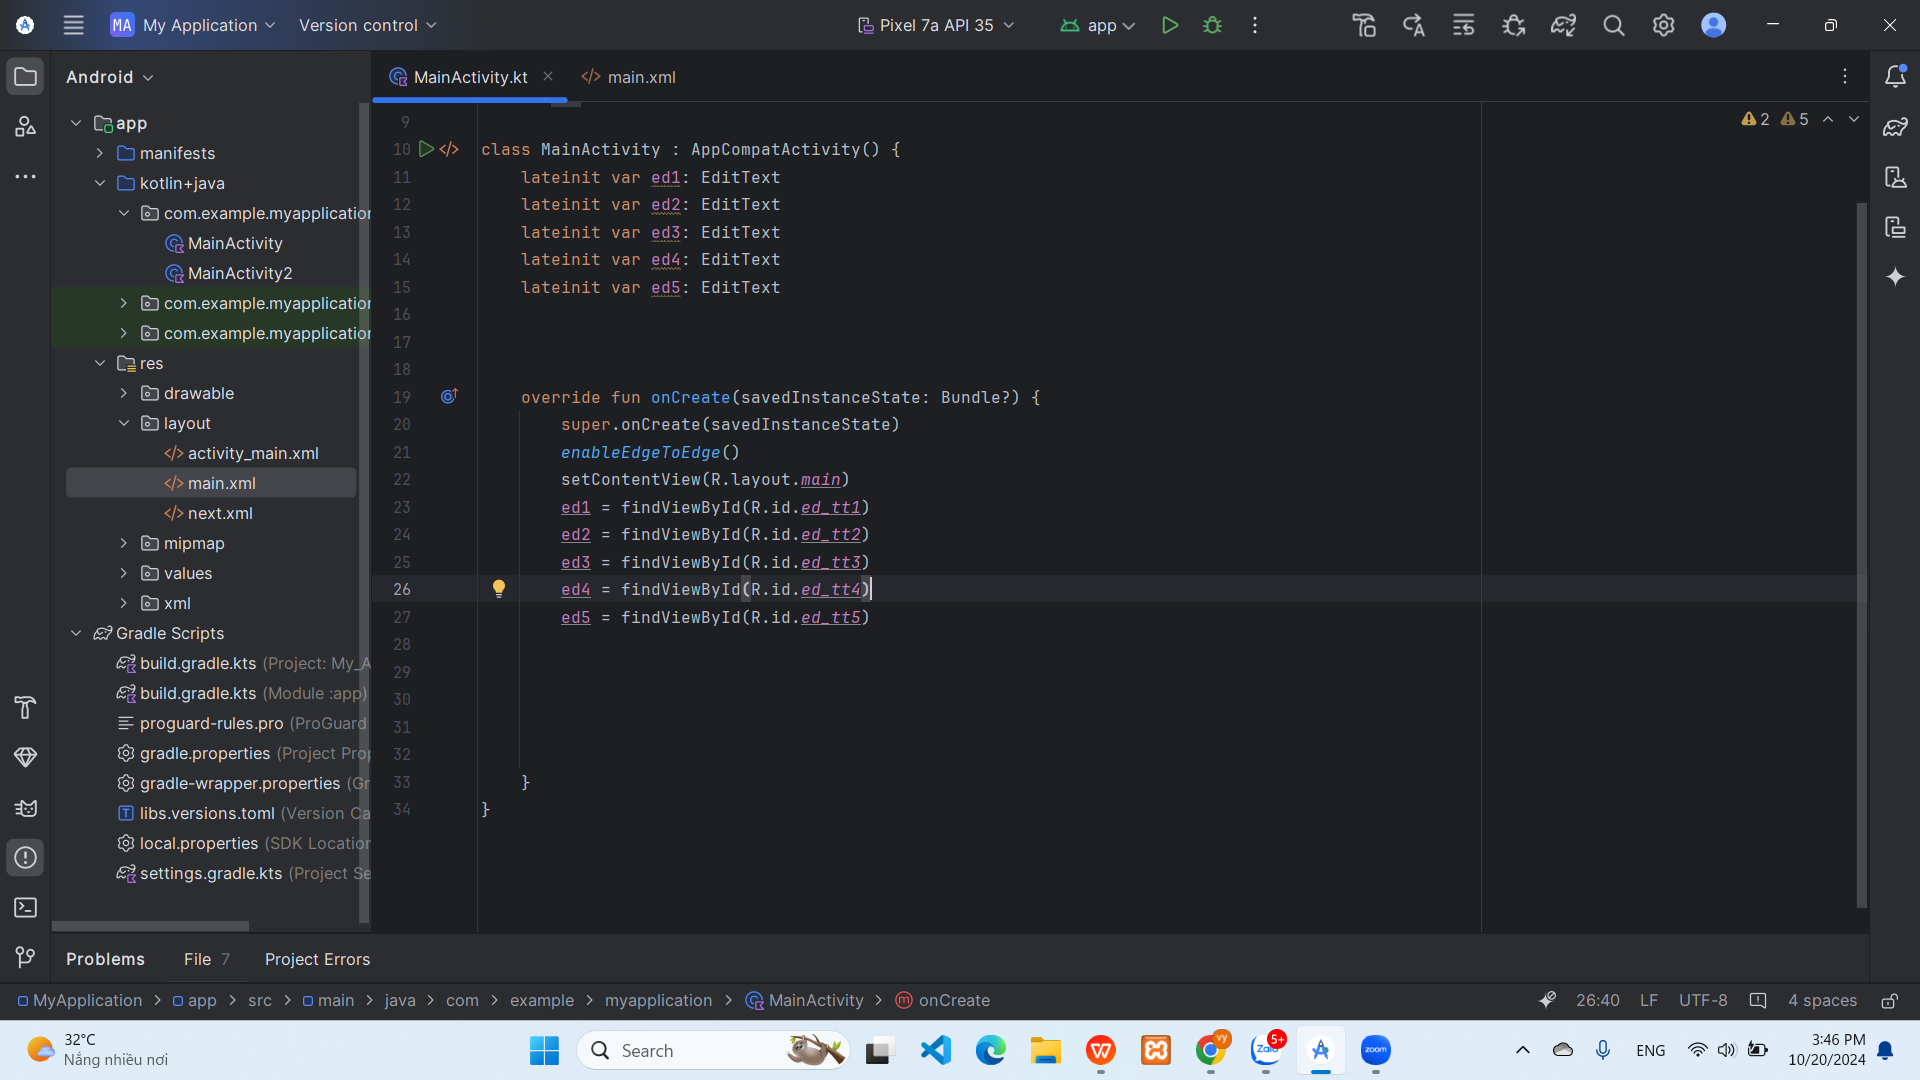 MA My Application Version control Pixel 7a API 35 app
Android
app
manifests
kotlin+java
com.example.myapplication
MainActivity
MainActivity2
com.example.myapplication
com.example.myapplication
res
drawable
layout
activity_main.xml
main.xml
next.xml
mipmap
values
xml
Gradle Scripts
build.gradle.kts (Project: My_A
build.gradle.kts (Module :app)
proguard-rules.pro (ProGuard
gradle.properties (Project Prop
gradle-wrapper.properties (Gr
libs.versions.toml (Version Ca
local.properties (SDK Location
settings.gradle.kts (Project Se
MainActivity.kt main.xml
2 5
9
10 class MainActivity : AppCompatActivity() {
11 lateinit var ed1: EditText
12 lateinit var ed2: EditText
13 lateinit var ed3: EditText
14 lateinit var ed4: EditText
15 lateinit var ed5: EditText
16
17
18
19 override fun onCreate(savedInstanceState: Bundle?) {
20 super.onCreate(savedInstanceState)
21 enableEdgeToEdge()
22 setContentView(R.layout.main)
23 ed1 = findViewById(R.id.ed_tt1)
24 ed2 = findViewById(R.id.ed_tt2)
25 ed3 = findViewById(R.id.ed_tt3)
26 ed4 = findViewById(R.id.ed_tt4)
27 ed5 = findViewById(R.id.ed_tt5)
28
29
30
31
32
33 }
34 }
Problems File 7 Project Errors
MyApplication > app > src > main > java > com > example > myapplication > MainActivity > onCreate 26:40 LF UTF-8 4 spaces
32°C
Nắng nhiều nơi
Search
vy
5+
Zalo
zoom
ENG
3:46 PM
10/20/2024